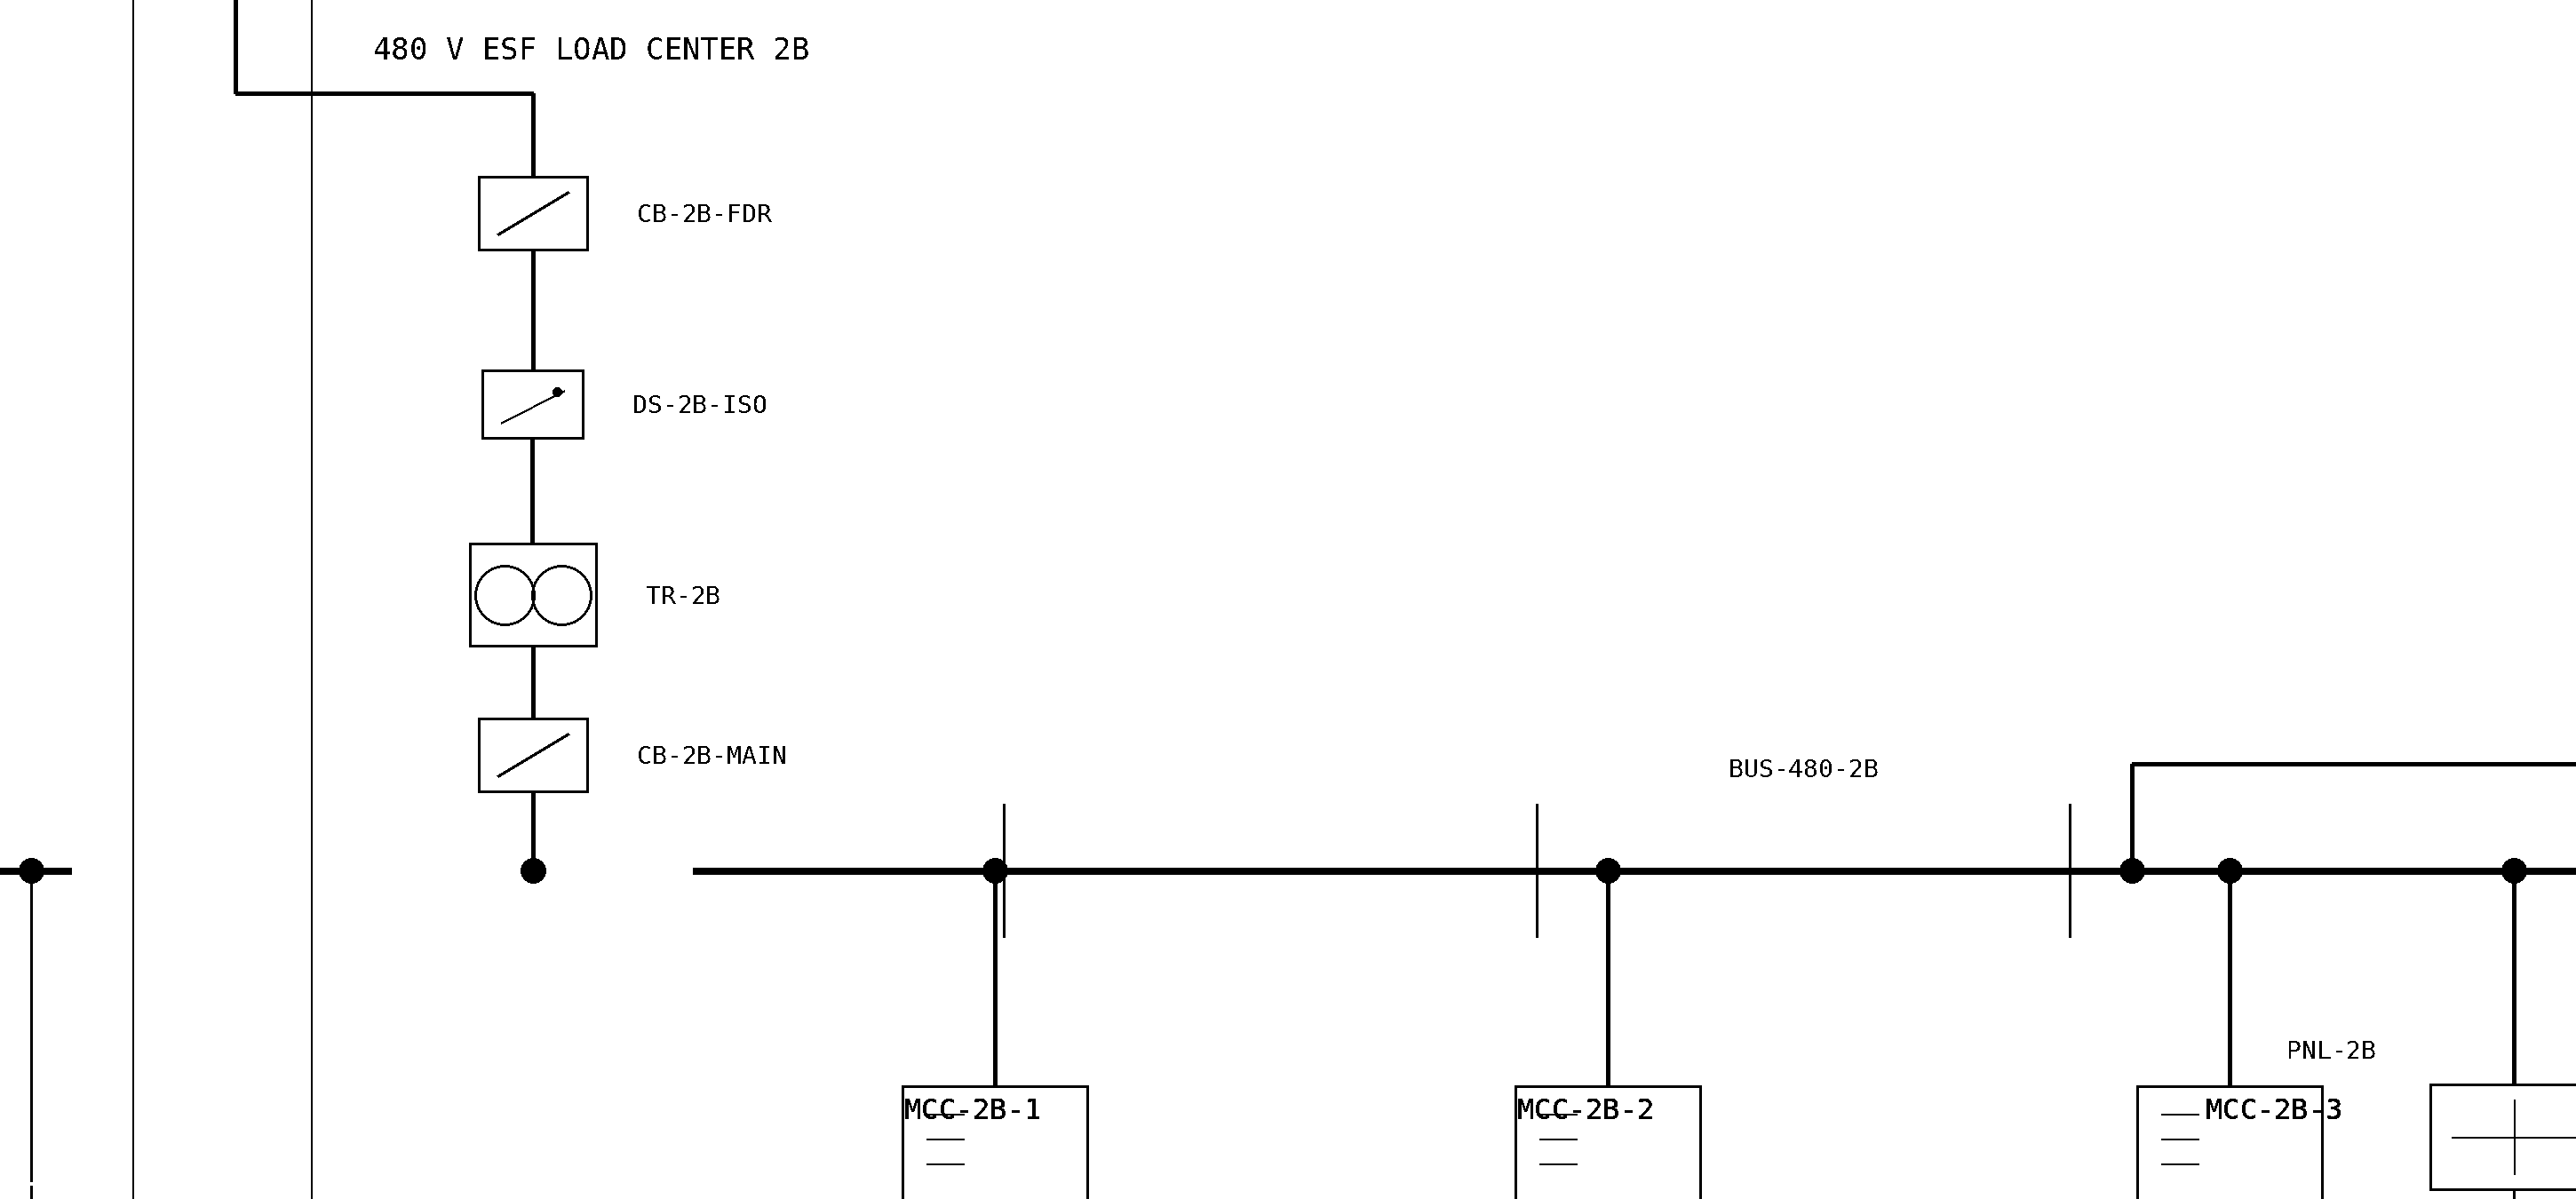 480 V ESF LOAD CENTER 2B
CB-2B-FDR
DS-2B-ISO
TR-2B
CB-2B-MAIN
BUS-480-2B
PNL-2B
MCC-2B-1
MCC-2B-2
MCC-2B-3